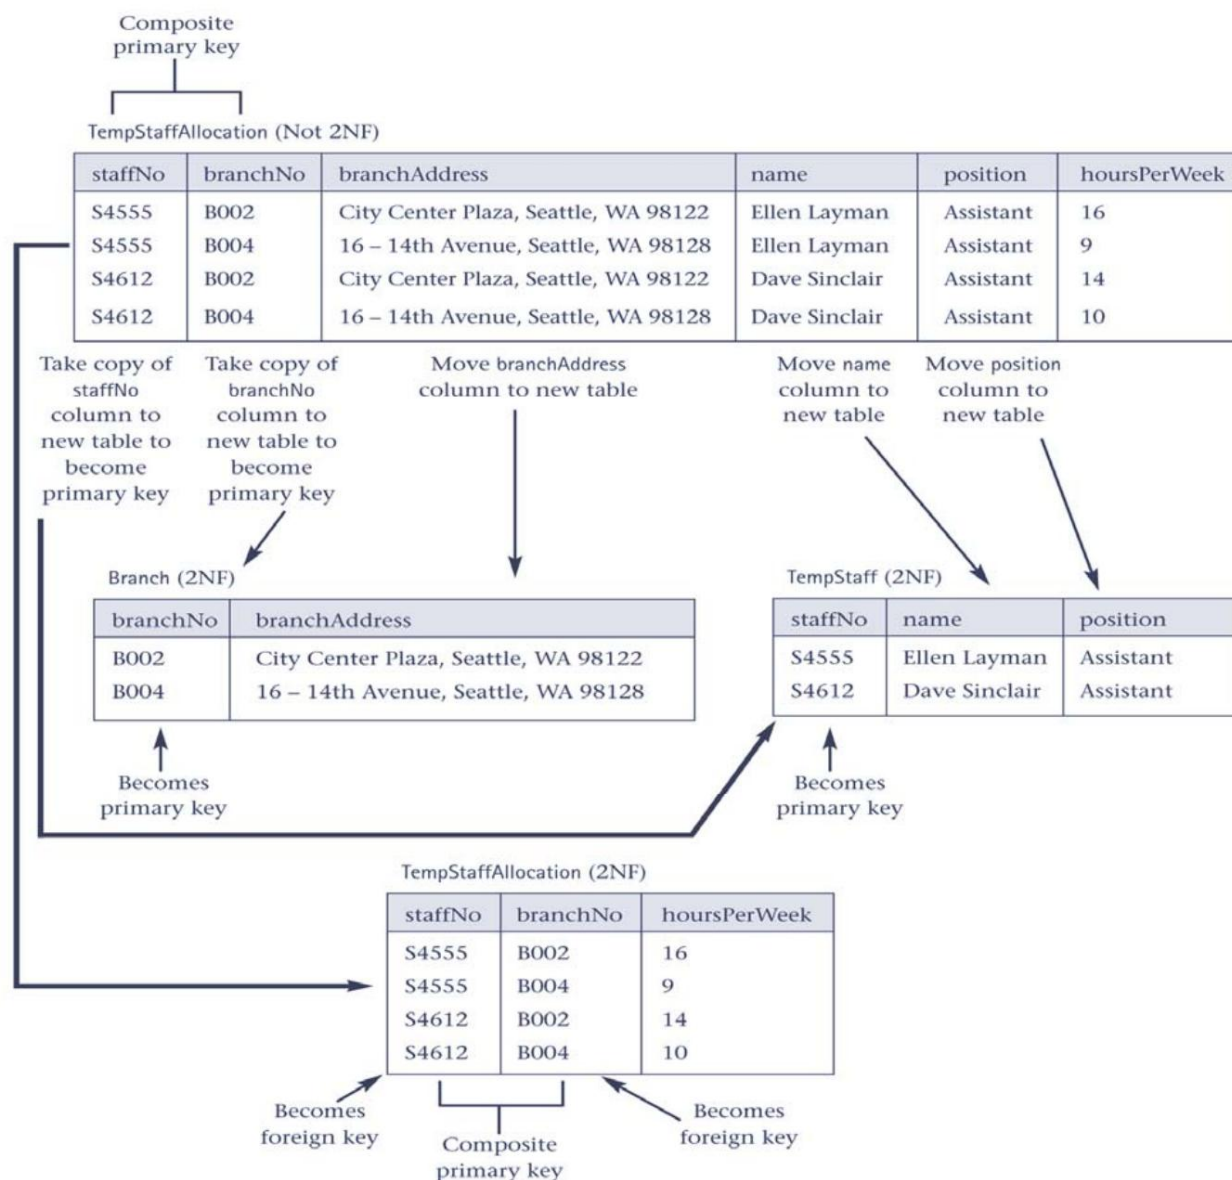 Composite
primary key
TempStaffAllocation (Not 2NF)
staffNo branchNo branchAddress name position hoursPerWeek
S4555 B002 City Center Plaza, Seattle, WA 98122 Ellen Layman Assistant 16
S4555 B004 16 – 14th Avenue, Seattle, WA 98128 Ellen Layman Assistant 9
S4612 B002 City Center Plaza, Seattle, WA 98122 Dave Sinclair Assistant 14
S4612 B004 16 – 14th Avenue, Seattle, WA 98128 Dave Sinclair Assistant 10
Take copy of
staffNo
column to
new table to
become
primary key
Take copy of
branchNo
column to
new table to
become
primary key
Move branchAddress
column to new table
Move name
column to
new table
Move position
column to
new table
Branch (2NF)
branchNo branchAddress
B002 City Center Plaza, Seattle, WA 98122
B004 16 – 14th Avenue, Seattle, WA 98128
Becomes
primary key
TempStaff (2NF)
staffNo name position
S4555 Ellen Layman Assistant
S4612 Dave Sinclair Assistant
Becomes
primary key
TempStaffAllocation (2NF)
staffNo branchNo hoursPerWeek
S4555 B002 16
S4555 B004 9
S4612 B002 14
S4612 B004 10
Becomes
foreign key
Composite
primary key
Becomes
foreign key